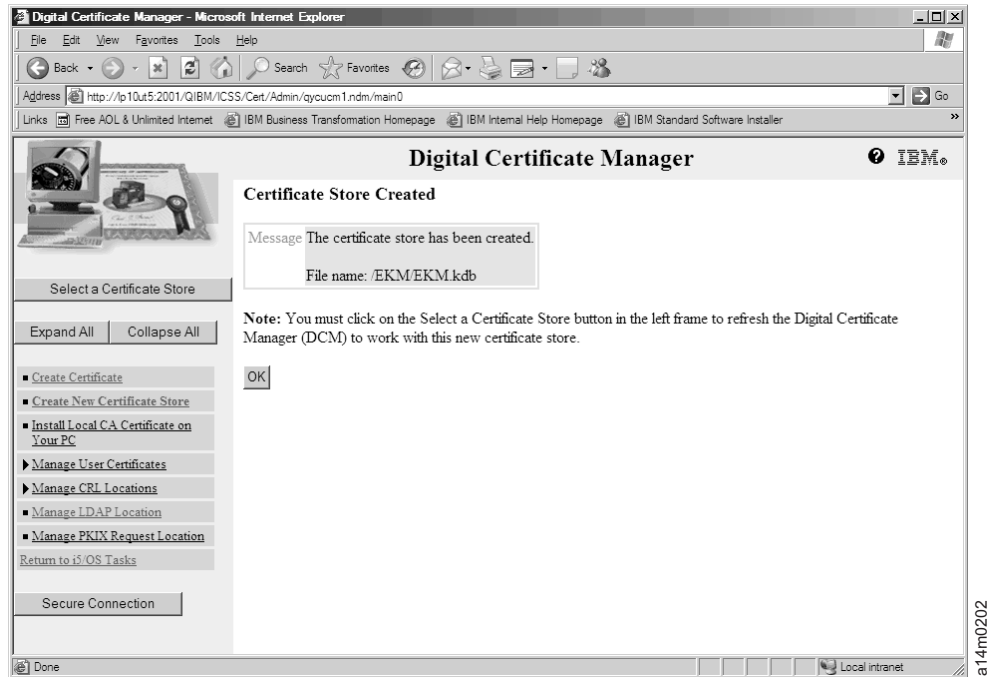 Digital Certificate Manager - Microsoft Internet Explorer
File Edit View Favorites Tools Help
Back Search Favorites
Address http://lp10ut5:2001/QIBM/ICSS/Cert/Admin/qycucm1.ndm/main0 Go
Links Free AOL & Unlimited Internet IBM Business Transformation Homepage IBM Internal Help Homepage IBM Standard Software Installer »
Digital Certificate Manager ? IBM®
Select a Certificate Store
Expand All Collapse All
Create Certificate
Create New Certificate Store
Install Local CA Certificate on
Your PC
Manage User Certificates
Manage CRL Locations
Manage LDAP Location
Manage PKIX Request Location
Return to i5/OS Tasks
Secure Connection
Certificate Store Created
Message The certificate store has been created.
File name: /EKM/EKM.kdb
Note: You must click on the Select a Certificate Store button in the left frame to refresh the Digital Certificate
Manager (DCM) to work with this new certificate store.
OK
Done Local intranet
a14m0202